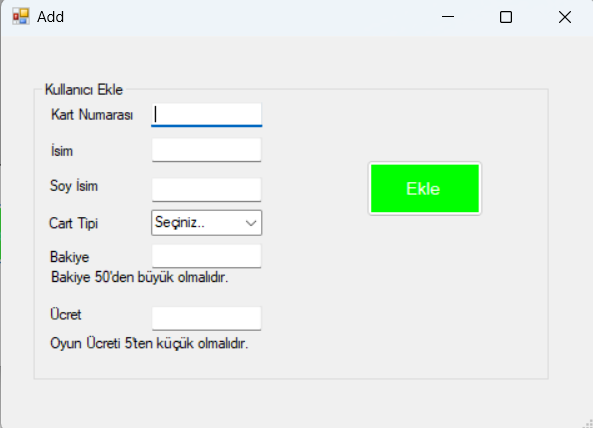 Add
Kullanıcı Ekle
Kart Numarası
İsim
Soy İsim
Cart Tipi
Seçiniz..
Bakiye
Bakiye 50'den büyük olmalıdır.
Ücret
Oyun Ücreti 5'ten küçük olmalıdır.
Ekle